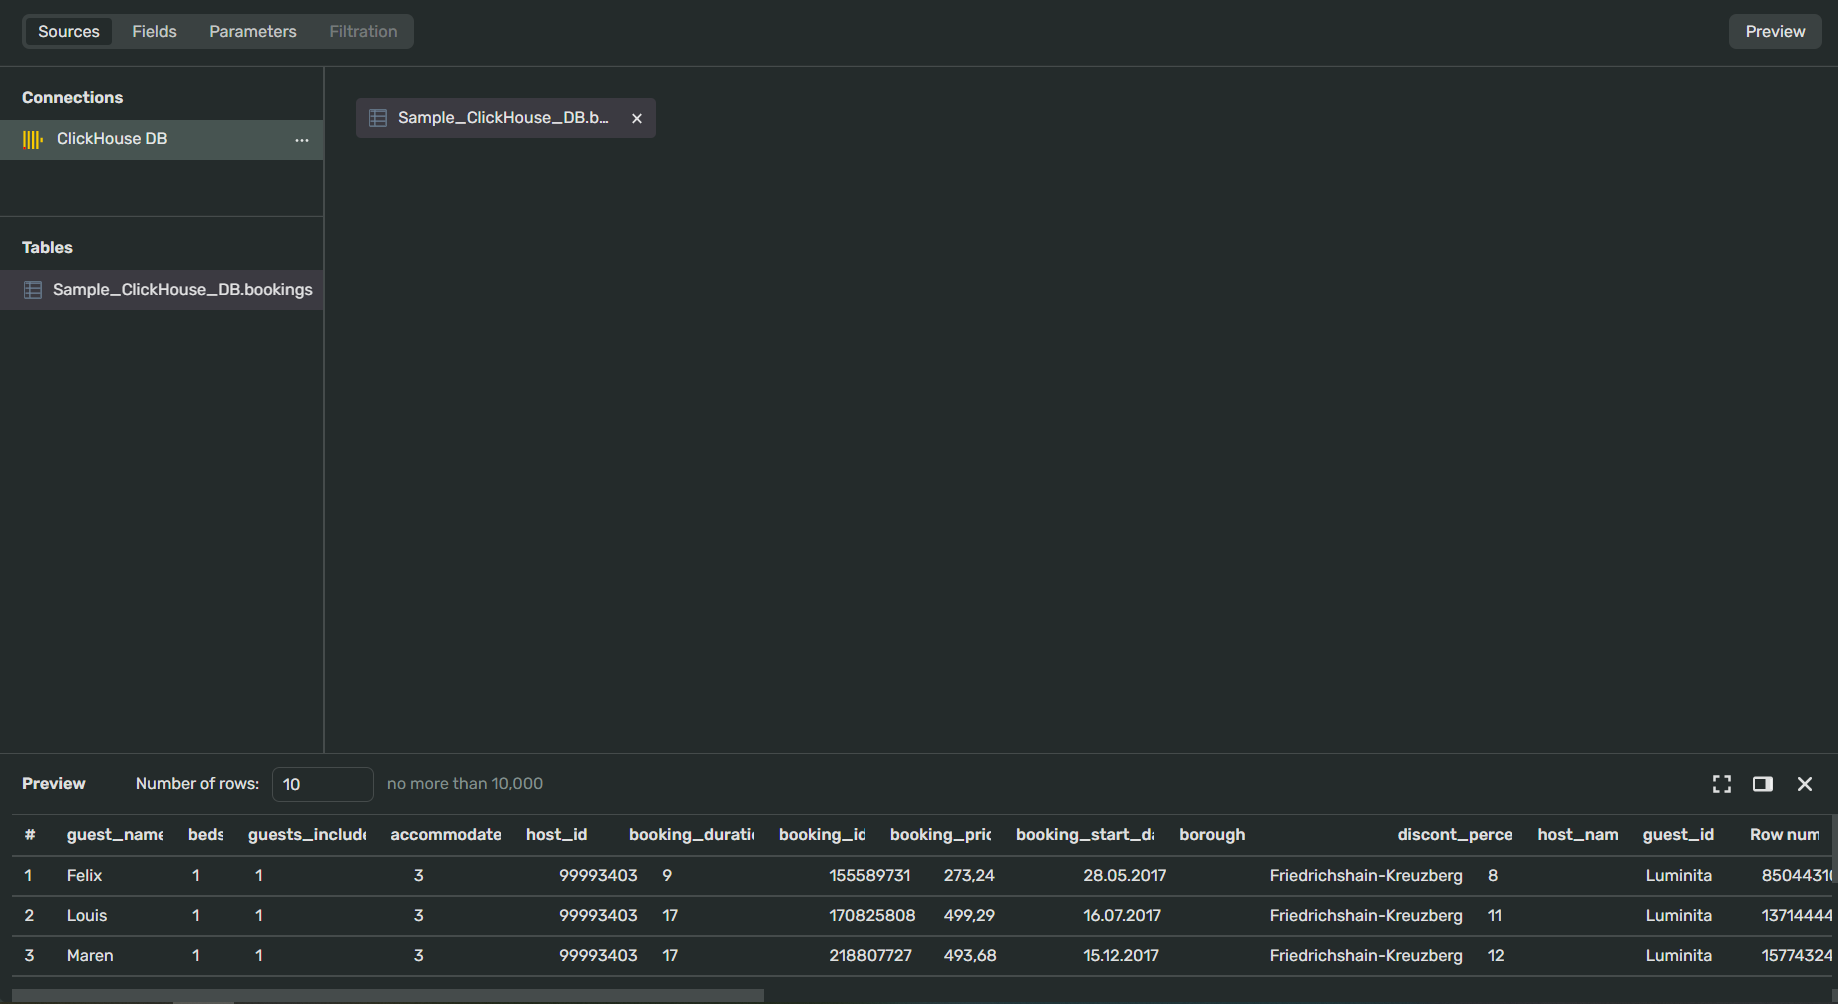 Sources Fields Parameters Filtration Preview
Connections
ClickHouse DB
Sample_ClickHouse_DB.b...
Tables
Sample_ClickHouse_DB.bookings
Preview Number of rows: 10 no more than 10,000
# guest_name beds guests_include accommodate host_id booking_durati booking_id booking_pric booking_start_da borough discont_perce host_nam guest_id Row num
1 Felix 1 1 3 99993403 9 155589731 273,24 28.05.2017 Friedrichshain-Kreuzberg 8 Luminita 8504431
2 Louis 1 1 3 99993403 17 170825808 499,29 16.07.2017 Friedrichshain-Kreuzberg 11 Luminita 13714444
3 Maren 1 1 3 99993403 17 218807727 493,68 15.12.2017 Friedrichshain-Kreuzberg 12 Luminita 15774324